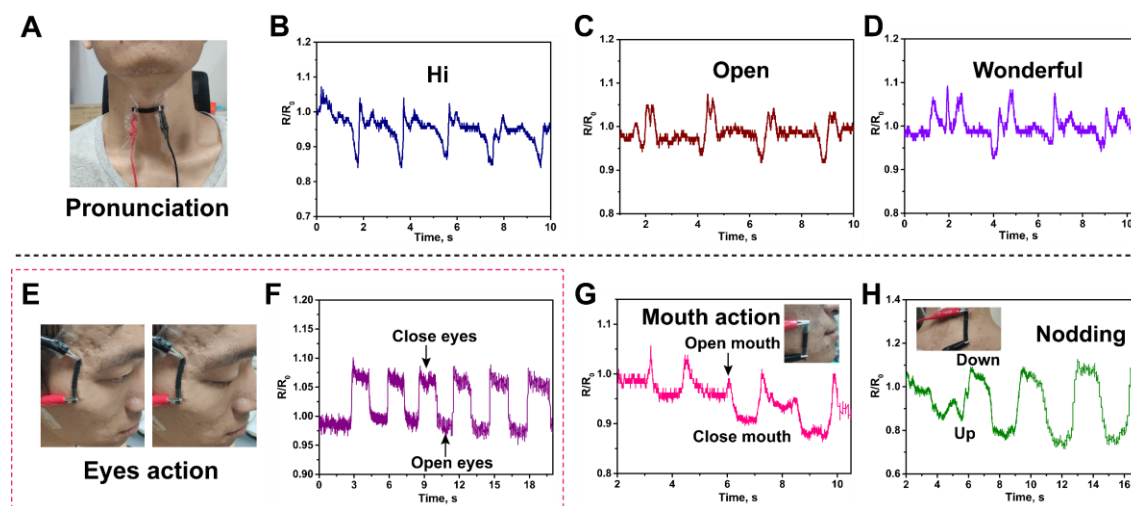 A
Pronunciation
B
Hi
R/R0
1.2
1.1
1.0
0.9
0.8
0.7
0 2 4 6 8 10
Time, s
C
Open
R/R0
1.2
1.1
1.0
0.9
0.8
2 4 6 8 10
Time, s
D
Wonderful
R/R0
1.2
1.1
1.0
0.9
0.8
0 2 4 6 8 10
Time, s
E
Eyes action
F
Close eyes
Open eyes
R/R0
1.20
1.15
1.10
1.05
1.00
0.95
0.90
0 3 6 9 12 15 18
Time, s
G
Mouth action
Open mouth
Close mouth
R/R0
1.1
1.0
0.9
0.8
2 4 6 8 10
Time, s
H
Nodding
Down
Up
R/R0
1.4
1.2
1.0
0.8
0.6
2 4 6 8 10 12 14 16
Time, s